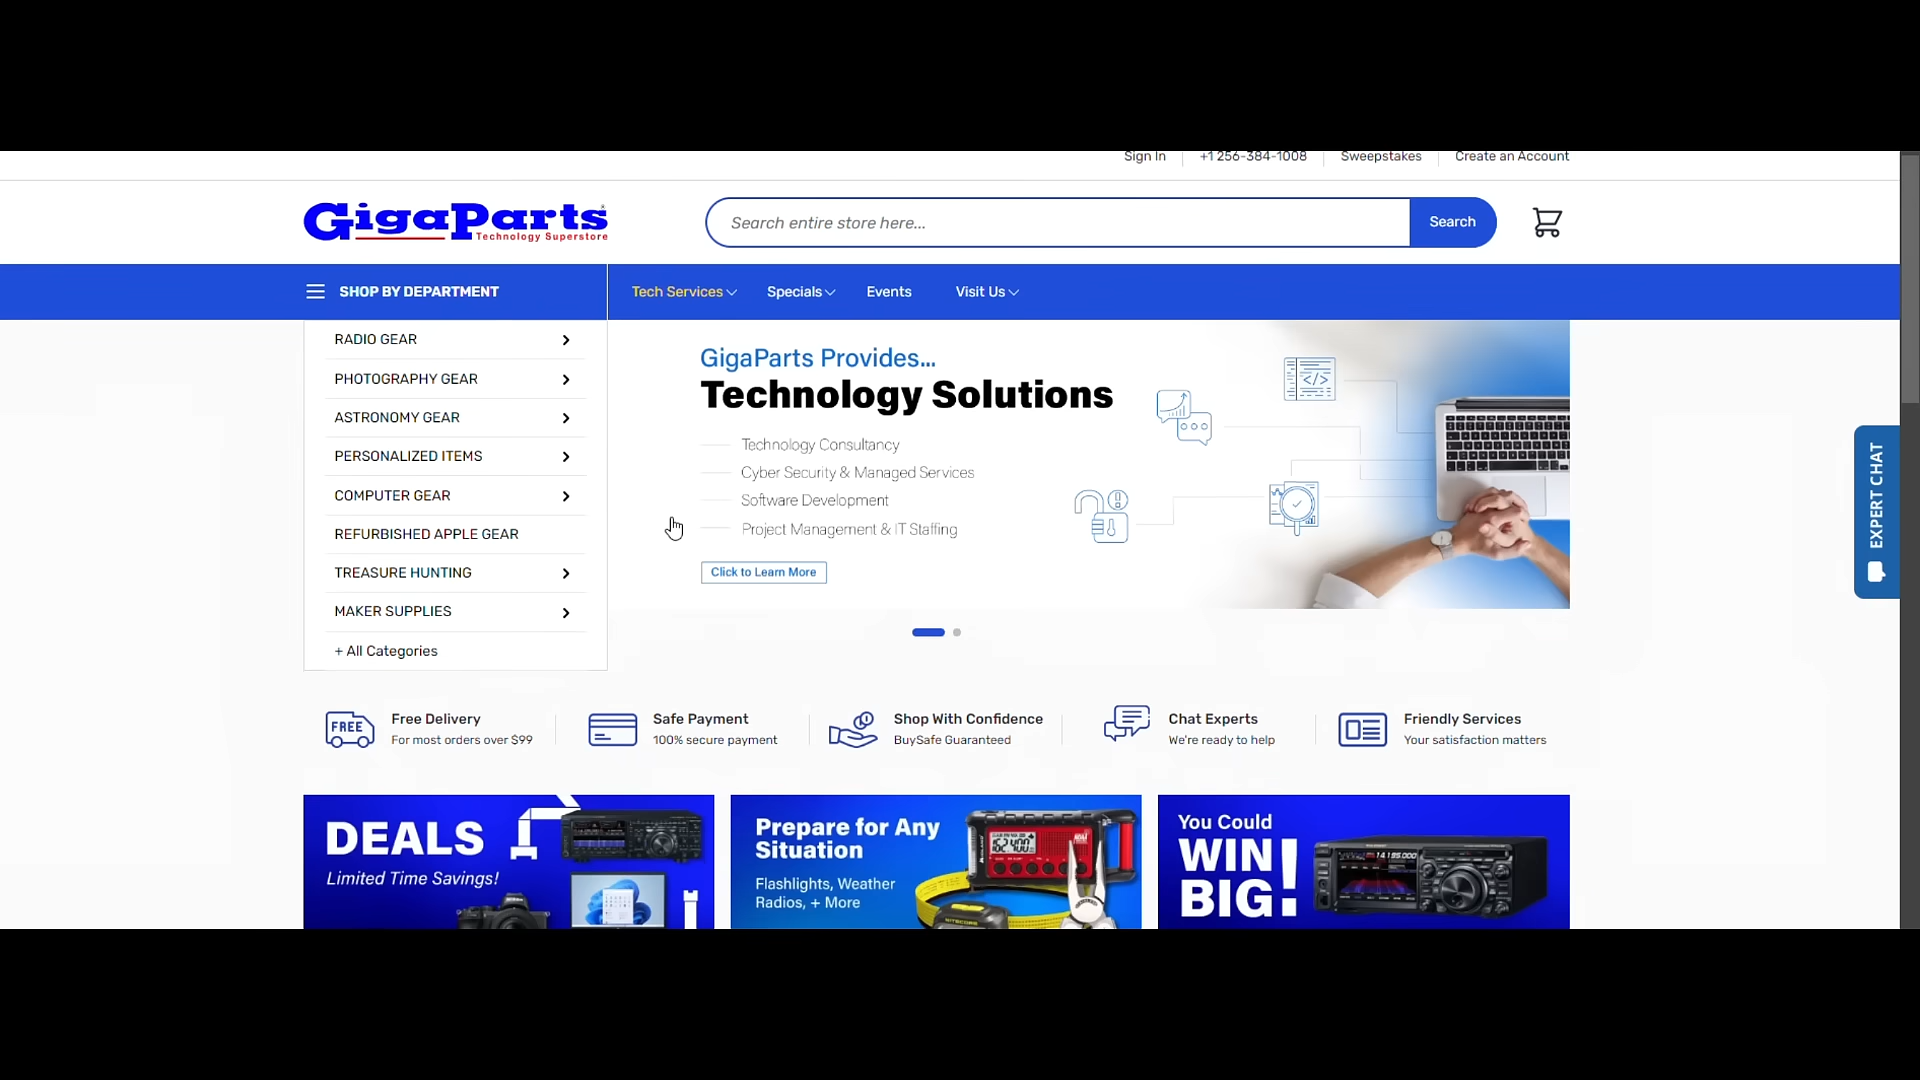 Sign In
+1 256-384-1008
Sweepstakes
Create an Account
GigaParts
Technology Superstore
Search entire store here...
Search
SHOP BY DEPARTMENT
Tech Services
Specials
Events
Visit Us
RADIO GEAR
PHOTOGRAPHY GEAR
ASTRONOMY GEAR
PERSONALIZED ITEMS
COMPUTER GEAR
REFURBISHED APPLE GEAR
TREASURE HUNTING
MAKER SUPPLIES
+ All Categories
GigaParts Provides...
Technology Solutions
Technology Consultancy
Cyber Security & Managed Services
Software Development
Project Management & IT Staffing
Click to Learn More
EXPERT CHAT
FREE
Free Delivery
For most orders over $99
Safe Payment
100% secure payment
Shop With Confidence
BuySafe Guaranteed
Chat Experts
We're ready to help
Friendly Services
Your satisfaction matters
DEALS
Limited Time Savings!
Prepare for Any
Situation
Flashlights, Weather
Radios, + More
NITECORE
You Could
WIN
BIG!
14.195.000